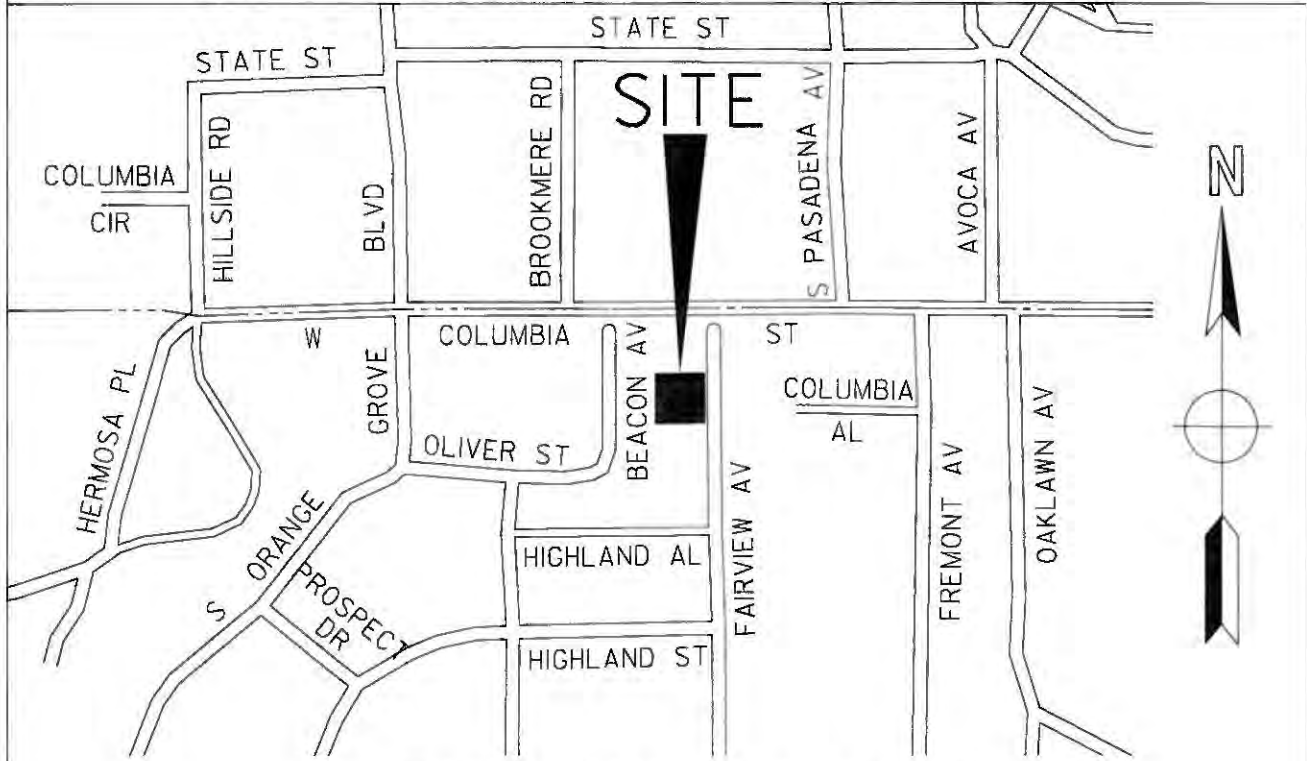 STATE ST
STATE ST
SITE
HILLSIDE RD
BLVD
BROOKMERE RD
S PASADENA AV
AVOCA AV
N
COLUMBIA
CIR
W
COLUMBIA
ST
HERMOSA PL
GROVE
BEACON AV
COLUMBIA
AL
OLIVER ST
ORANGE
S
PROSPECT
DR
HIGHLAND AL
FAIRVIEW AV
FREMONT AV
OAKLAWN AV
HIGHLAND ST